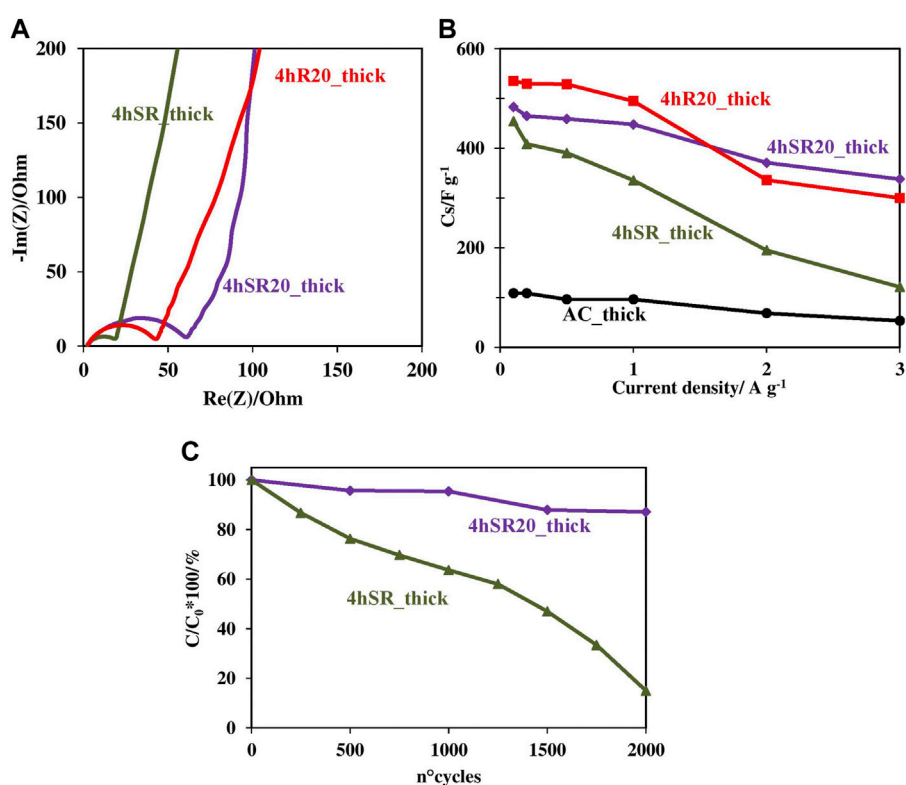 A
200
150
100
50
0
-Im(Z)/Ohm
4hSR_thick
4hR20_thick
4hSR20_thick
0 50 100 150 200
Re(Z)/Ohm
B
600
400
200
0
Cs/F g⁻¹
4hR20_thick
4hSR20_thick
4hSR_thick
AC_thick
0 1 2 3
Current density/ A g⁻¹
C
100
80
60
40
20
0
C/C₀*100/%
4hSR20_thick
4hSR_thick
0 500 1000 1500 2000
n°cycles